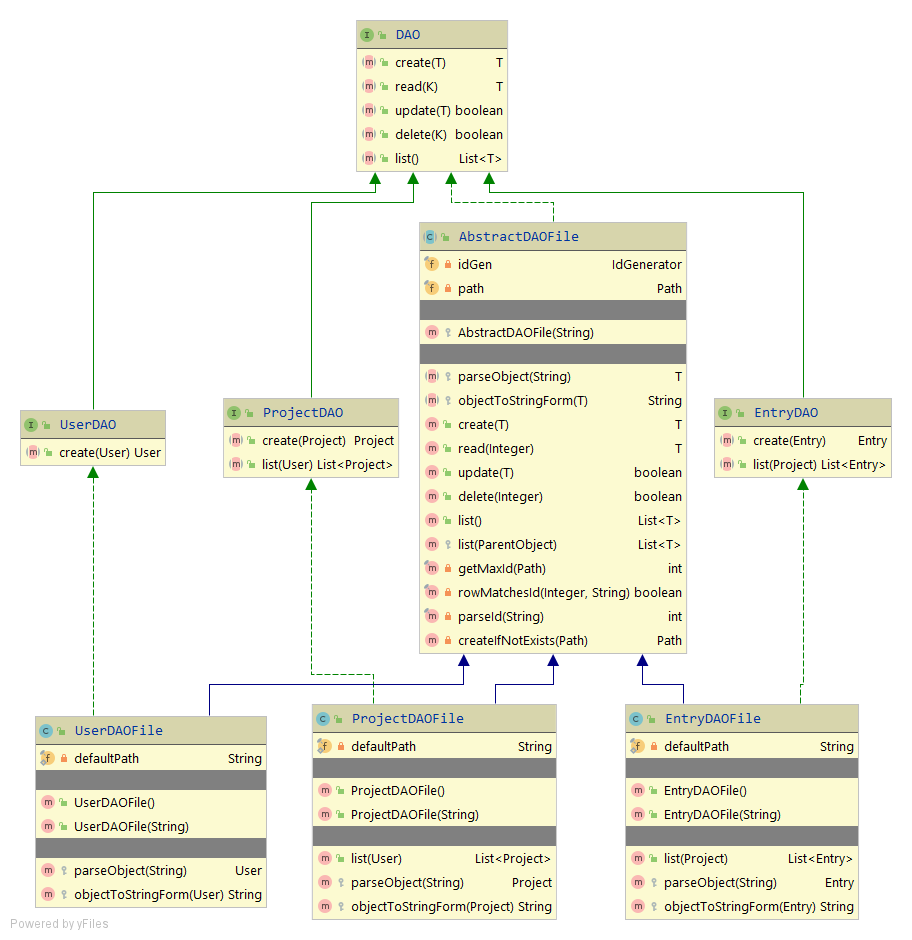 I DAO
m create(T) T
m read(K) T
m update(T) boolean
m delete(K) boolean
m list() List<T>
C AbstractDAOFile
f idGen IdGenerator
f path Path
m AbstractDAOFile(String)
m parseObject(String) T
m objectToStringForm(T) String
m create(T) T
m read(Integer) T
m update(T) boolean
m delete(Integer) boolean
m list() List<T>
m list(ParentObject) List<T>
m getMaxId(Path) int
m rowMatchesId(Integer, String) boolean
m parseId(String) int
m createIfNotExists(Path) Path
I UserDAO
m create(User) User
I ProjectDAO
m create(Project) Project
m list(User) List<Project>
I EntryDAO
m create(Entry) Entry
m list(Project) List<Entry>
C UserDAOFile
f defaultPath String
m UserDAOFile()
m UserDAOFile(String)
m parseObject(String) User
m objectToStringForm(User) String
C ProjectDAOFile
f defaultPath String
m ProjectDAOFile()
m ProjectDAOFile(String)
m list(User) List<Project>
m parseObject(String) Project
m objectToStringForm(Project) String
C EntryDAOFile
f defaultPath String
m EntryDAOFile()
m EntryDAOFile(String)
m list(Project) List<Entry>
m parseObject(String) Entry
m objectToStringForm(Entry) String
Powered by yFiles